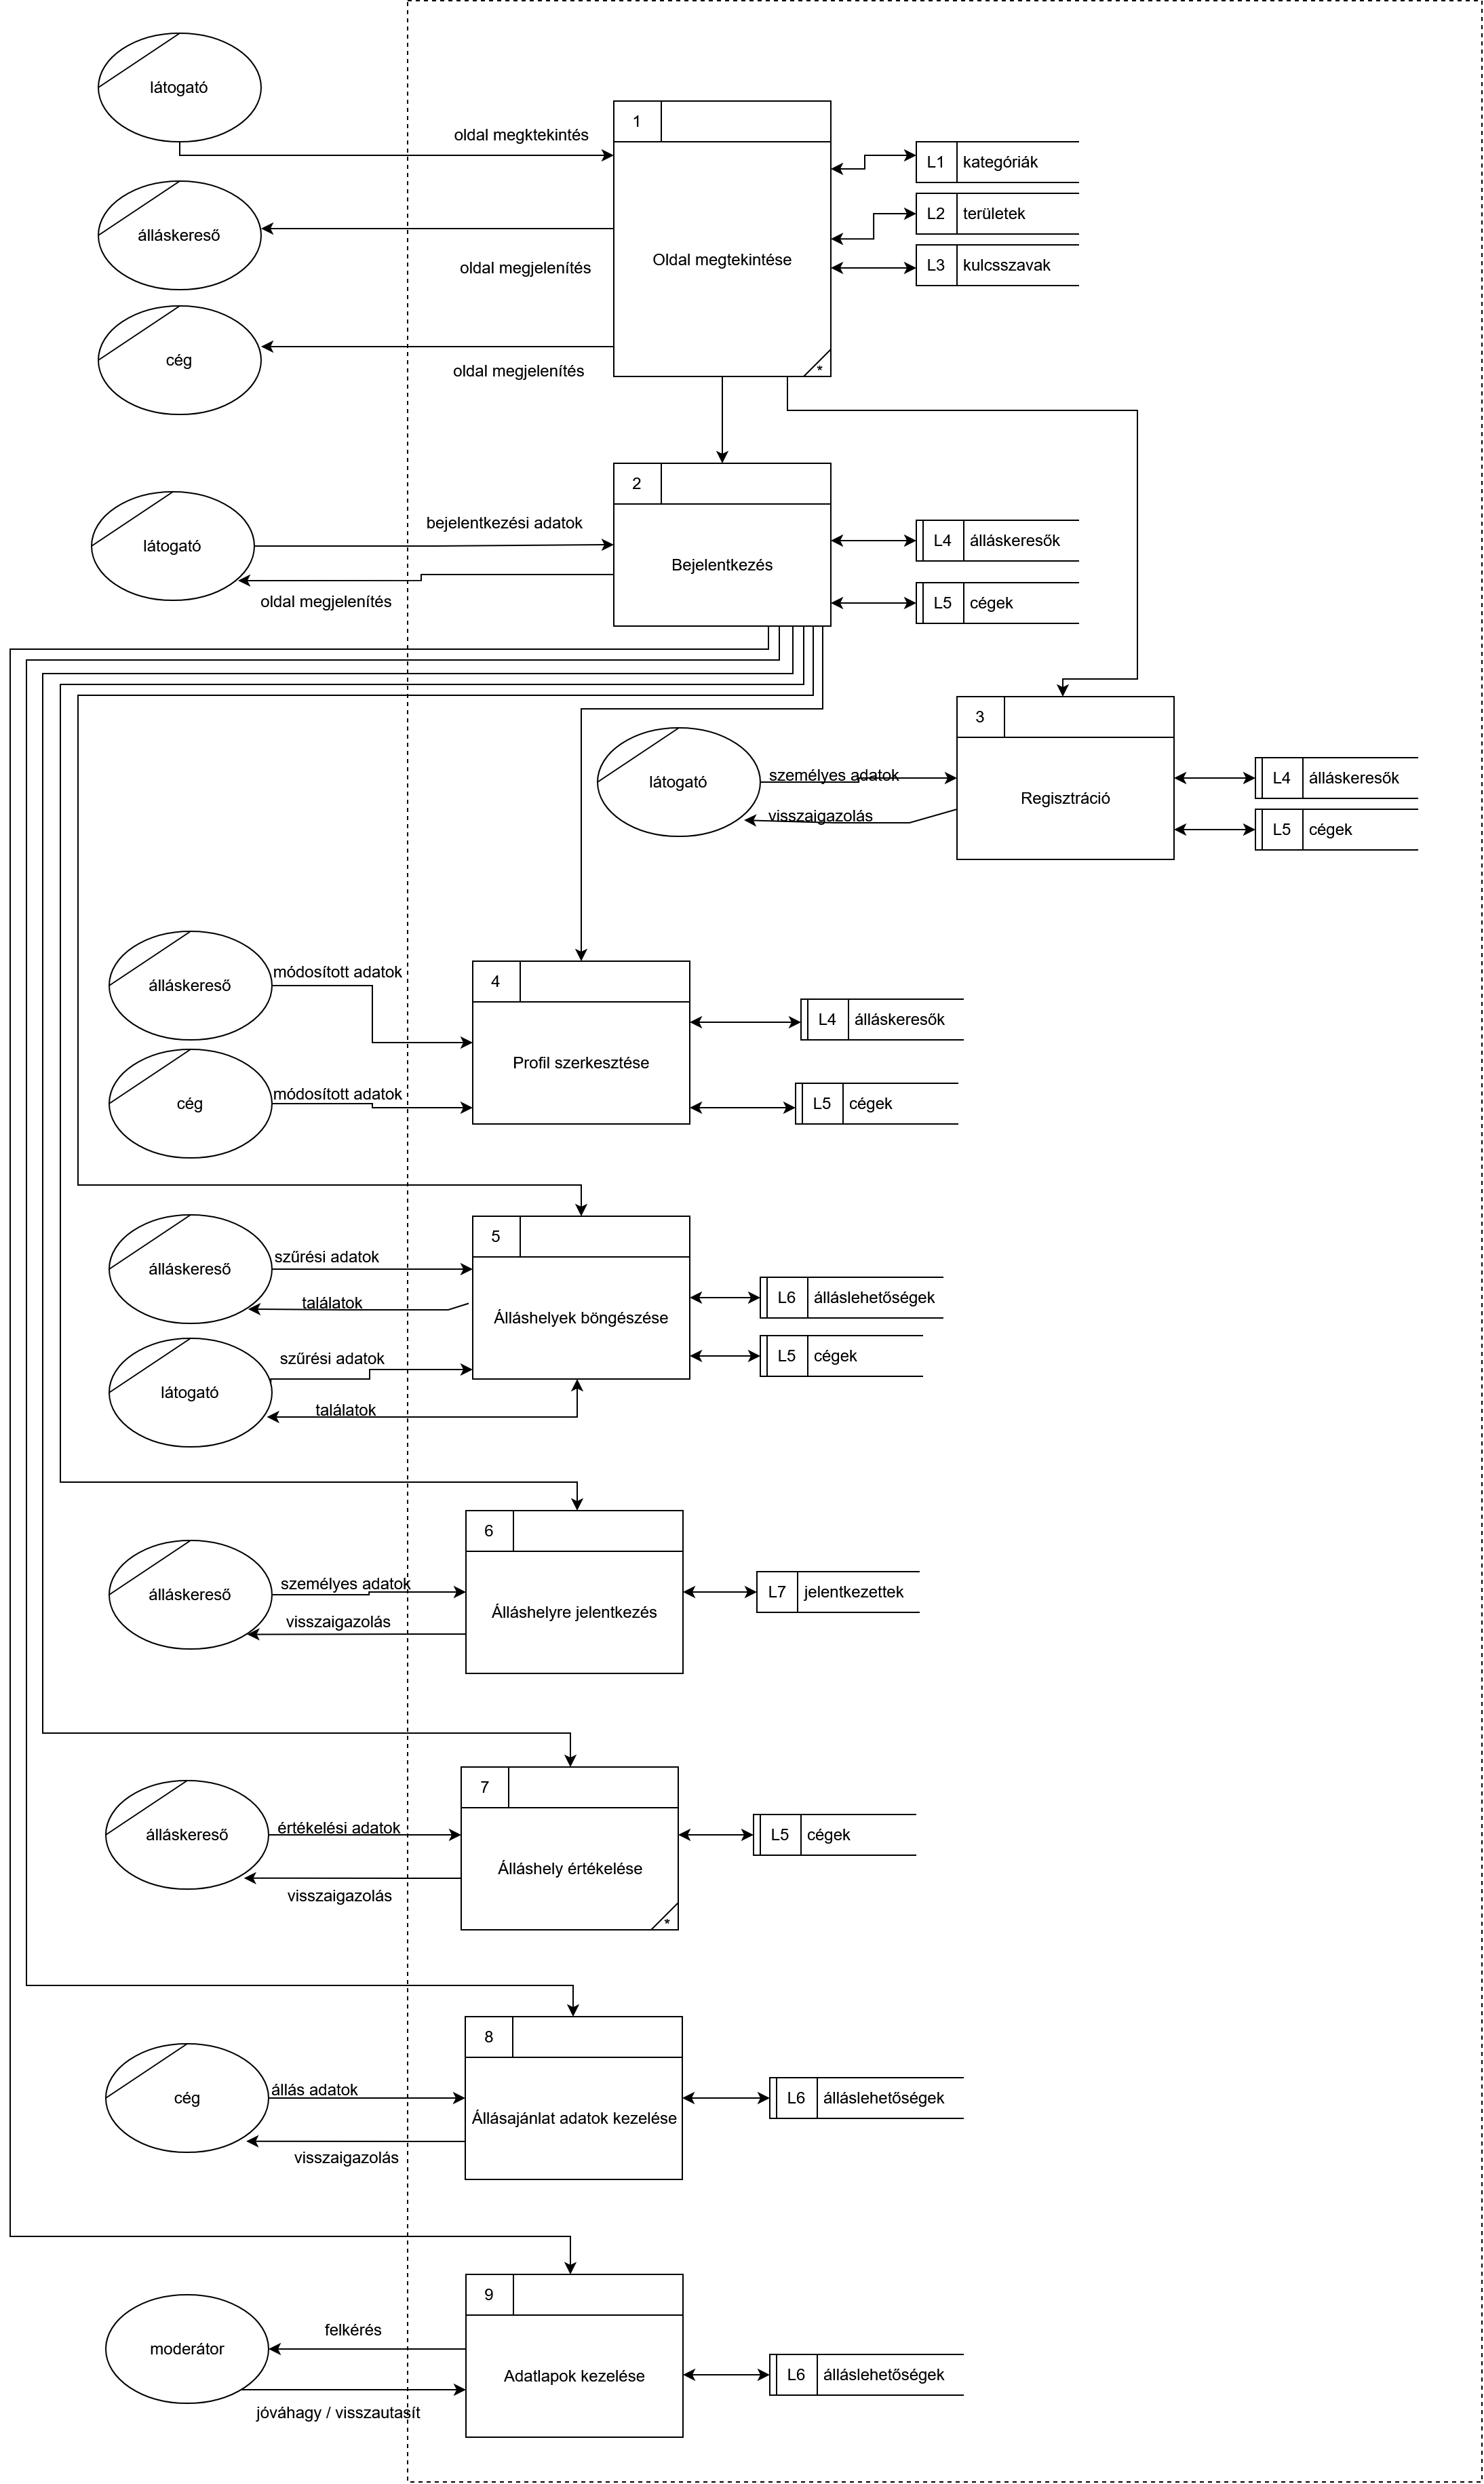 látogató
oldal megktekintés
1
L1 kategóriák
L2 területek
álláskereső
Oldal megtekintése
L3 kulcsszavak
oldal megjelenítés
cég
oldal megjelenítés
*
2
látogató
bejelentkezési adatok
L4 álláskeresők
Bejelentkezés
oldal megjelenítés
L5 cégek
3
látogató
személyes adatok
L4 álláskeresők
Regisztráció
visszaigazolás
L5 cégek
álláskereső
módosított adatok
4
L4 álláskeresők
Profil szerkesztése
cég
módosított adatok
L5 cégek
5
álláskereső
szűrési adatok
találatok
L6 álláslehetőségek
Álláshelyek böngészése
szűrési adatok
L5 cégek
látogató
találatok
6
álláskereső
személyes adatok
L7 jelentkezettek
Álláshelyre jelentkezés
visszaigazolás
7
álláskereső
értékelési adatok
L5 cégek
Álláshely értékelése
visszaigazolás
*
8
cég
állás adatok
L6 álláslehetőségek
Állásajánlat adatok kezelése
visszaigazolás
9
felkérés
moderátor
Adatlapok kezelése
L6 álláslehetőségek
jóváhagy / visszautasít